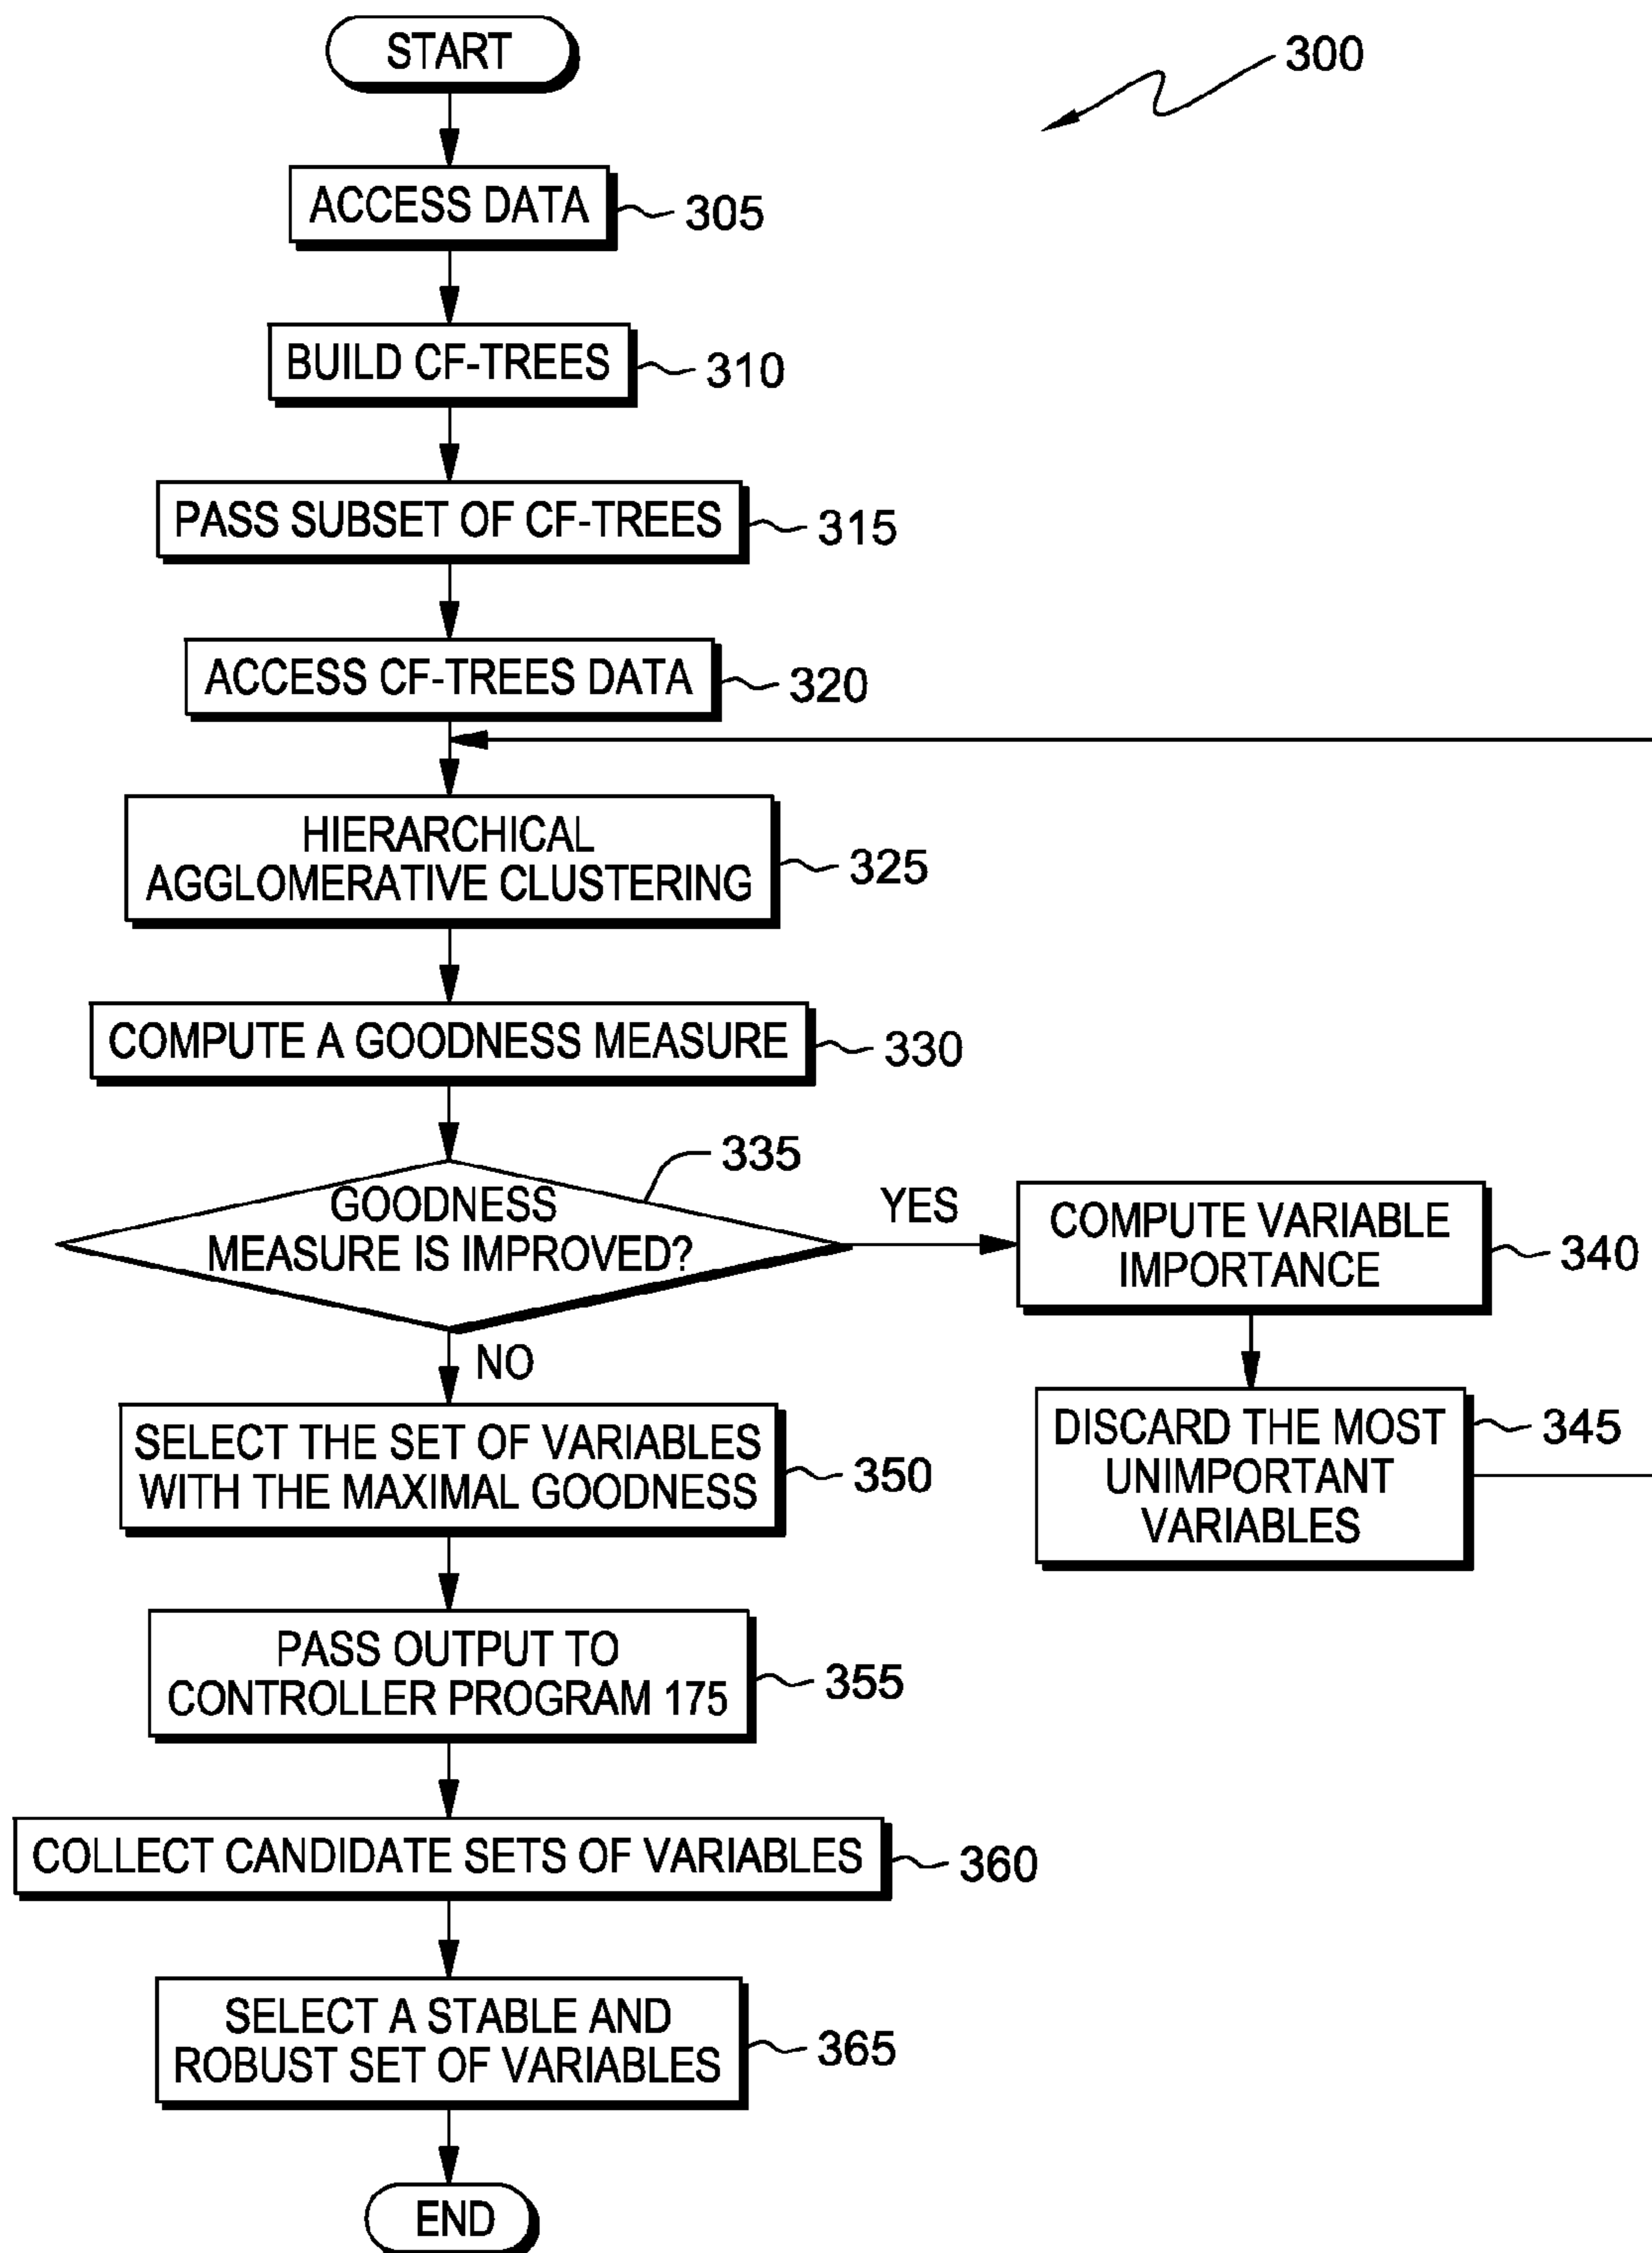 START
300
ACCESS DATA
305
BUILD CF-TREES
310
PASS SUBSET OF CF-TREES
315
ACCESS CF-TREES DATA
320
HIERARCHICAL
AGGLOMERATIVE CLUSTERING
325
COMPUTE A GOODNESS MEASURE
330
335
GOODNESS
MEASURE IS IMPROVED?
YES
COMPUTE VARIABLE
IMPORTANCE
340
NO
DISCARD THE MOST
UNIMPORTANT
VARIABLES
345
SELECT THE SET OF VARIABLES
WITH THE MAXIMAL GOODNESS
350
PASS OUTPUT TO
CONTROLLER PROGRAM 175
355
COLLECT CANDIDATE SETS OF VARIABLES
360
SELECT A STABLE AND
ROBUST SET OF VARIABLES
365
END